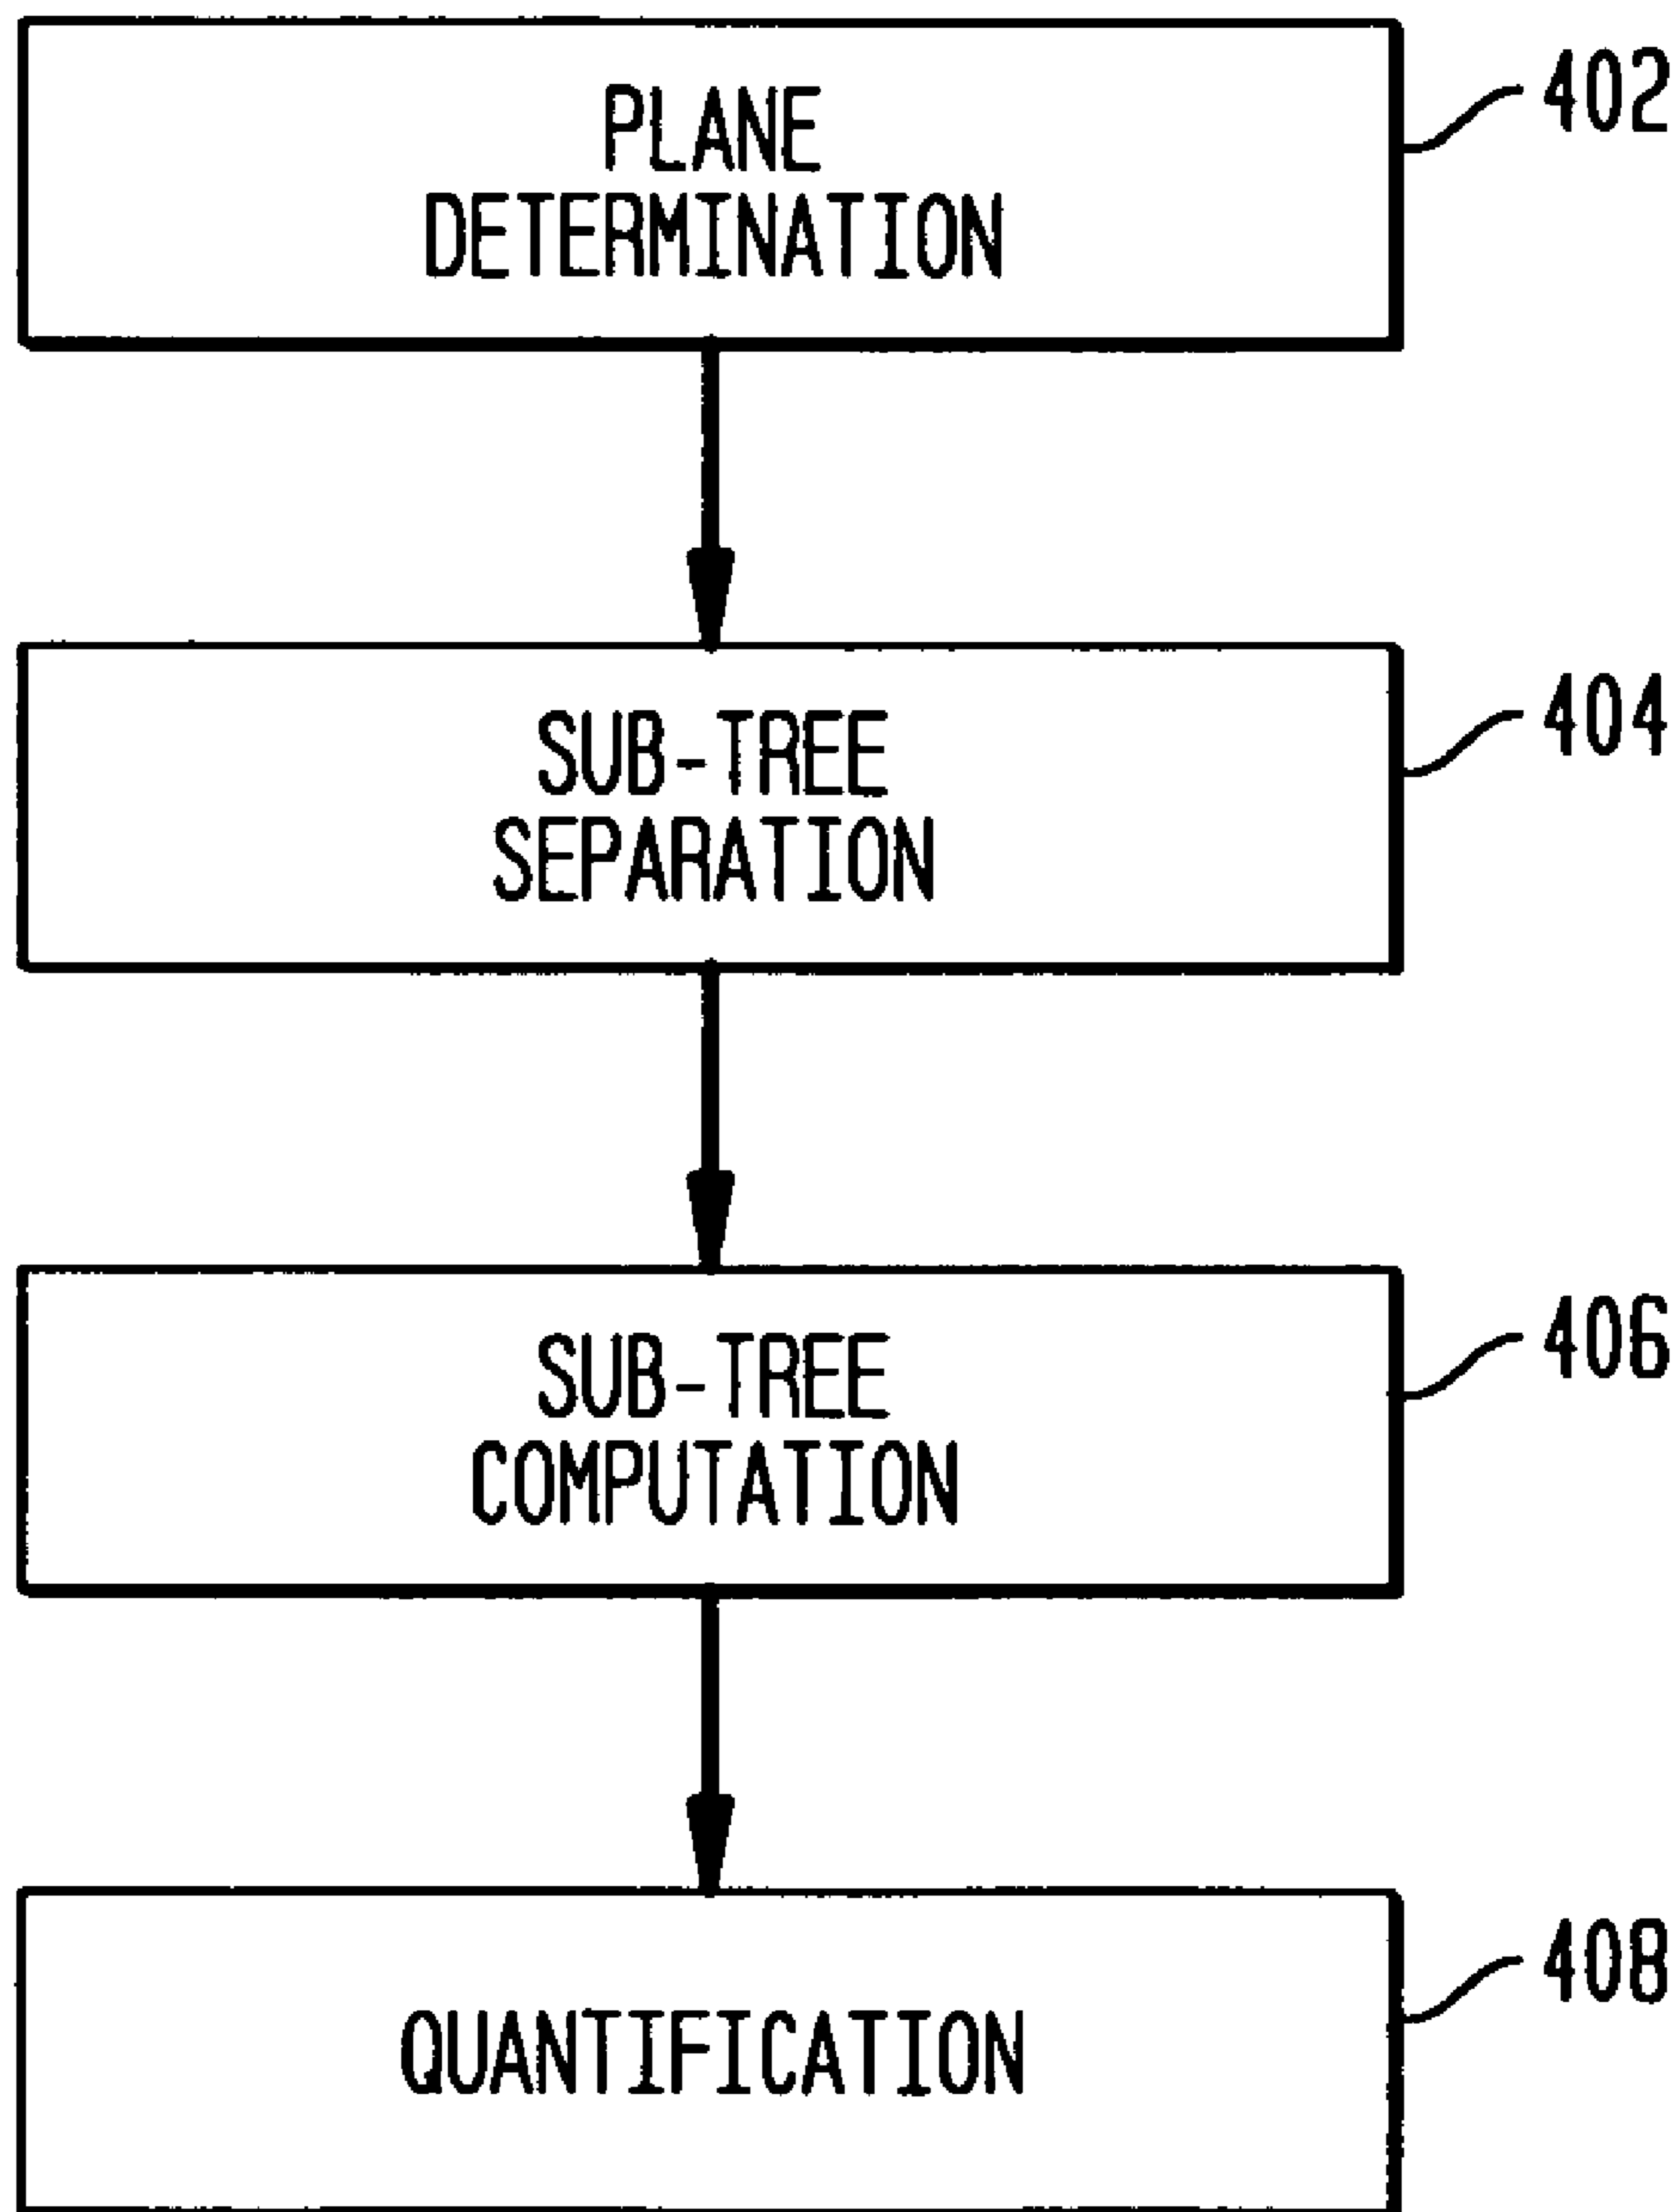 PLANE
DETERMINATION
402
SUB-TREE
SEPARATION
404
SUB-TREE
COMPUTATION
406
QUANTIFICATION
408